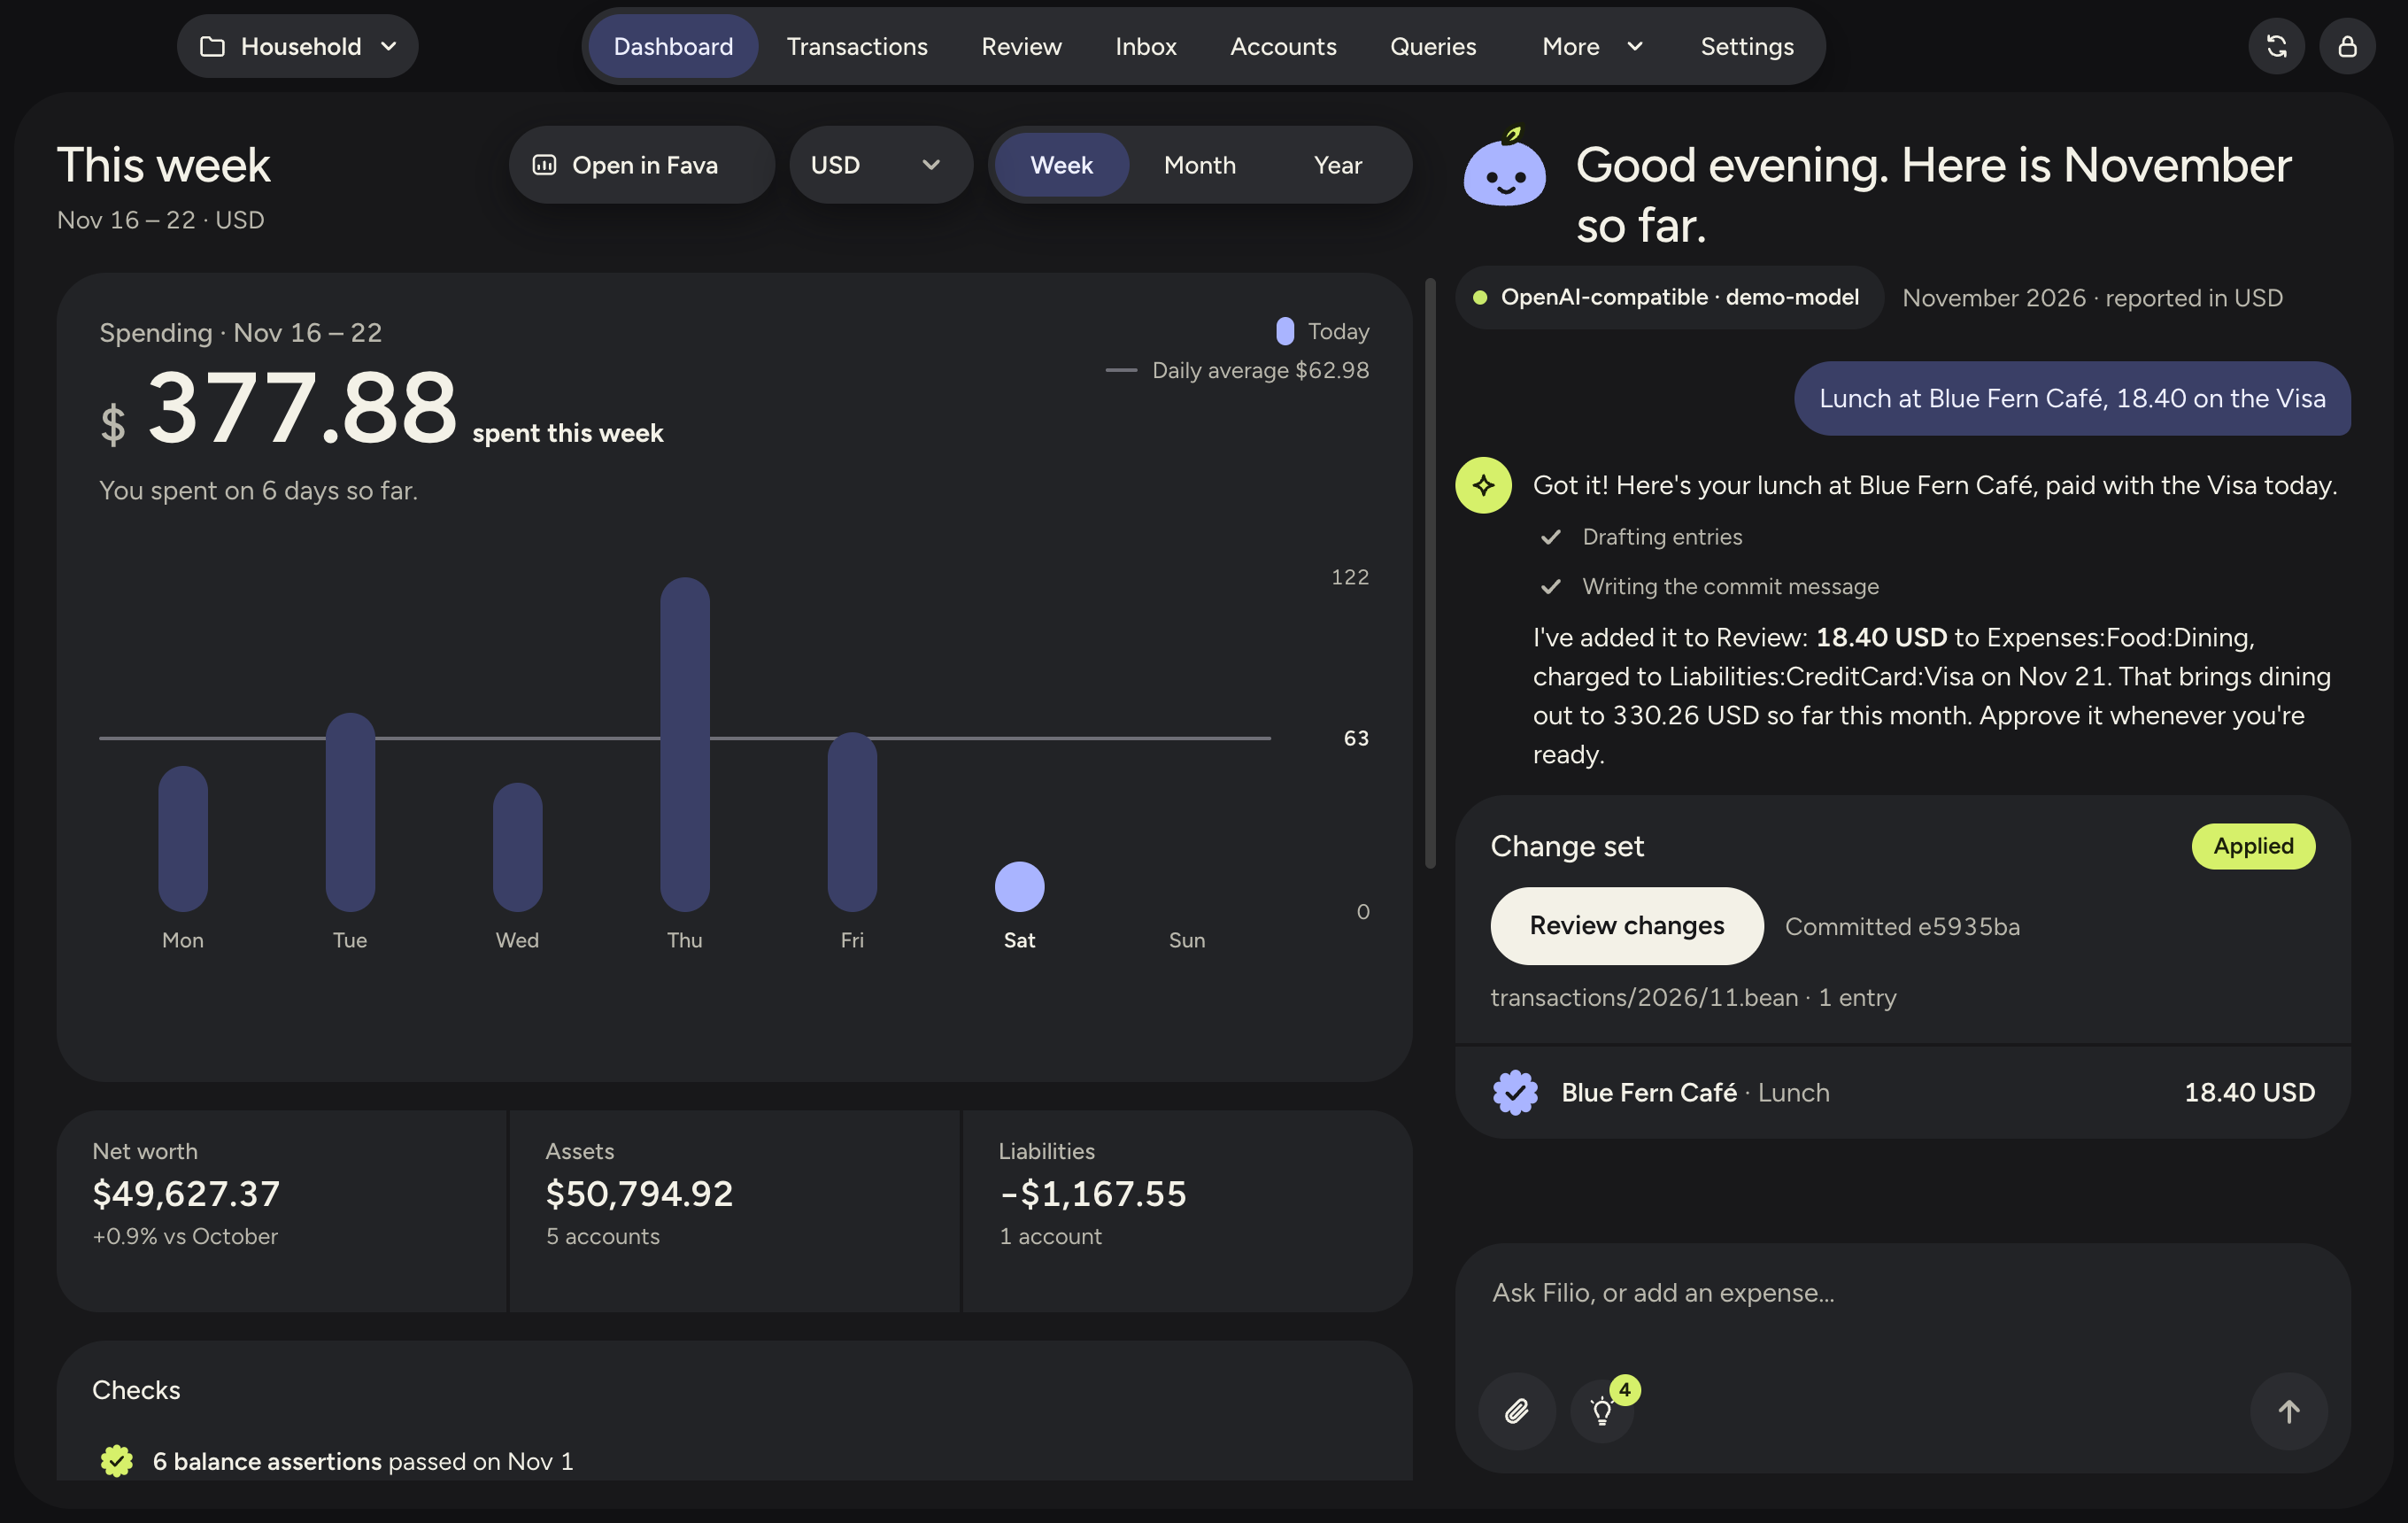 Household
Dashboard
Transactions
Review
Inbox
Accounts
Queries
More
Settings
This week
Nov 16 – 22 · USD
Open in Fava
USD
Week
Month
Year
Spending · Nov 16 – 22
$ 377.88 spent this week
You spent on 6 days so far.
Today
Daily average $62.98
122
63
0
Mon
Tue
Wed
Thu
Fri
Sat
Sun
Net worth
$49,627.37
+0.9% vs October
Assets
$50,794.92
5 accounts
Liabilities
-$1,167.55
1 account
Checks
6 balance assertions passed on Nov 1
Good evening. Here is November
so far.
OpenAI-compatible · demo-model
November 2026 · reported in USD
Lunch at Blue Fern Café, 18.40 on the Visa
Got it! Here's your lunch at Blue Fern Café, paid with the Visa today.
Drafting entries
Writing the commit message
I've added it to Review: 18.40 USD to Expenses:Food:Dining,
charged to Liabilities:CreditCard:Visa on Nov 21. That brings dining
out to 330.26 USD so far this month. Approve it whenever you're
ready.
Change set
Applied
Review changes
Committed e5935ba
transactions/2026/11.bean · 1 entry
Blue Fern Café · Lunch
18.40 USD
Ask Filio, or add an expense...
4